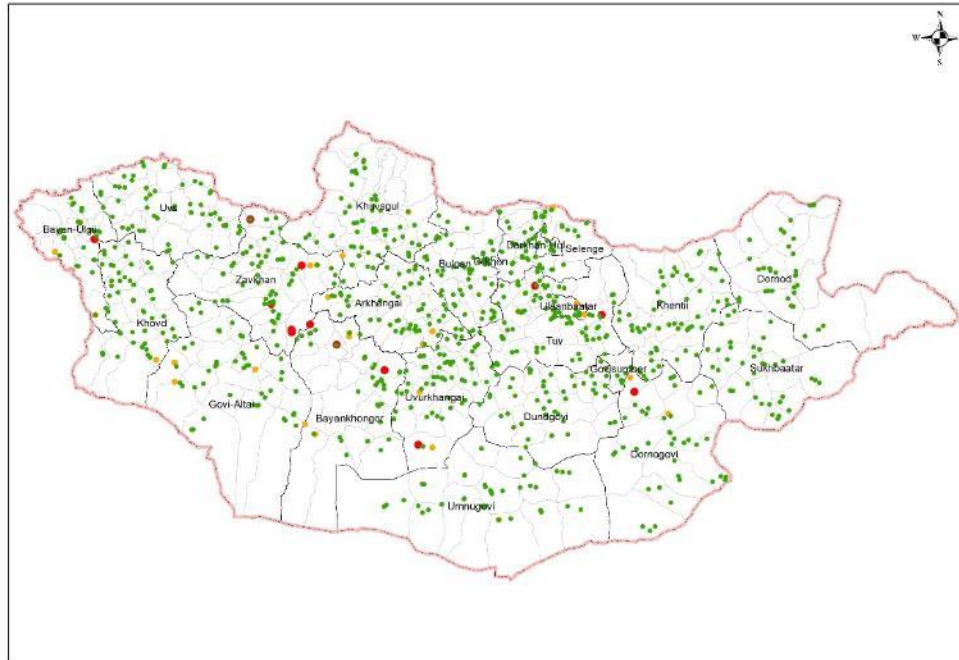 N
W
E
S
Uvs
Khuvsgul
Bayan-Ulgii
Darkhan-Uul
Selenge
Bulgan
Orkhon
Zavkhan
Dornod
Arkhangai
Ulaanbaatar
Khentii
Khovd
Tuv
Govisumber
Sukhbaatar
Uvurkhangai
Govi-Altai
Bayankhongor
Dundgovi
Dornogovi
Umnugovi